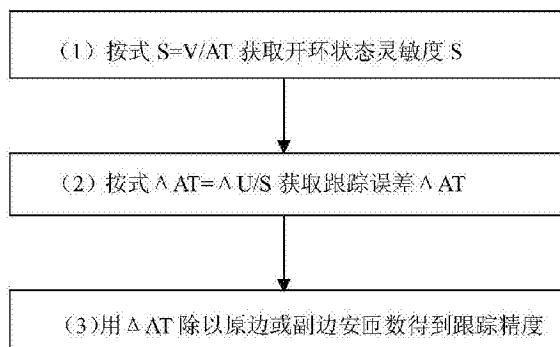 （1）按式 S=V/AT 获取开环状态灵敏度 S
（2）按式 ΔAT=ΔU/S 获取跟踪误差 ΔAT
（3）用 ΔAT 除以原边或副边安匝数得到跟踪精度